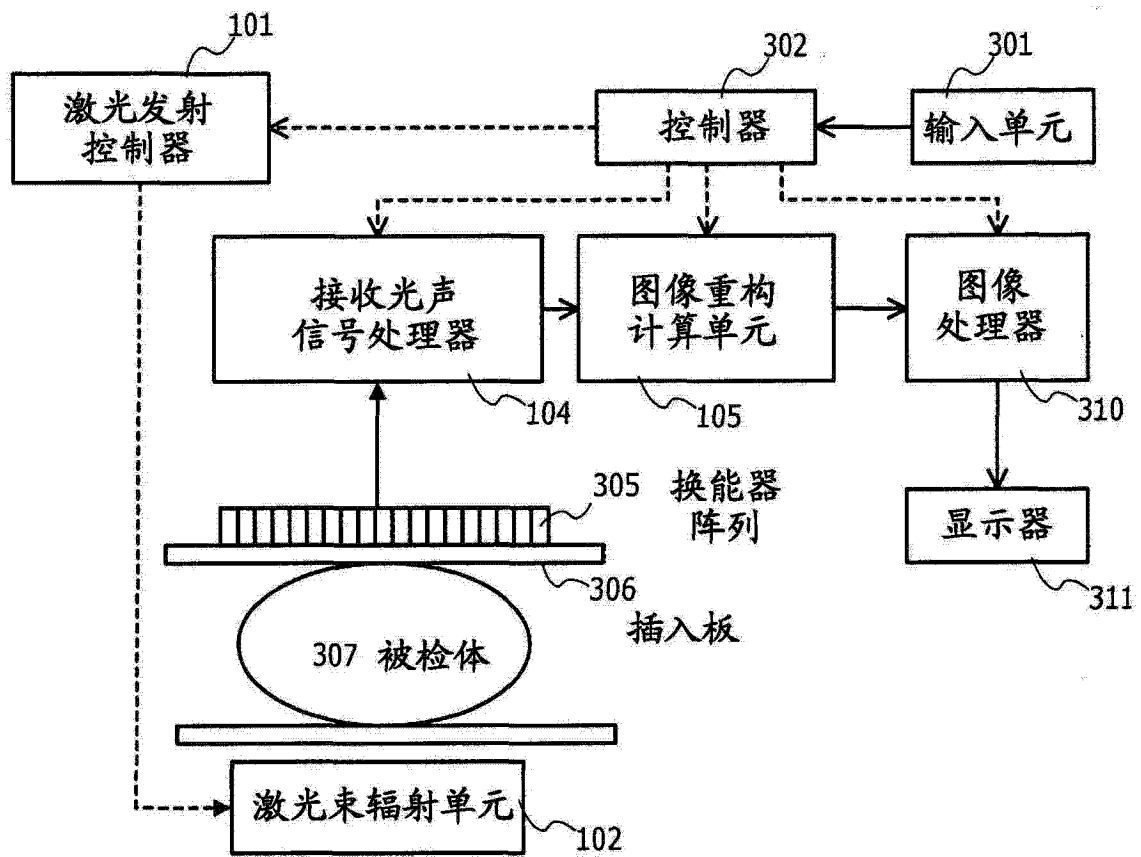 101
302
301
激光发射
控制器
控制器
输入单元
接收光声
信号处理器
图像重构
计算单元
图像
处理器
104
105
310
305
换能器
阵列
显示器
306
311
插入板
307 被检体
激光束辐射单元
102